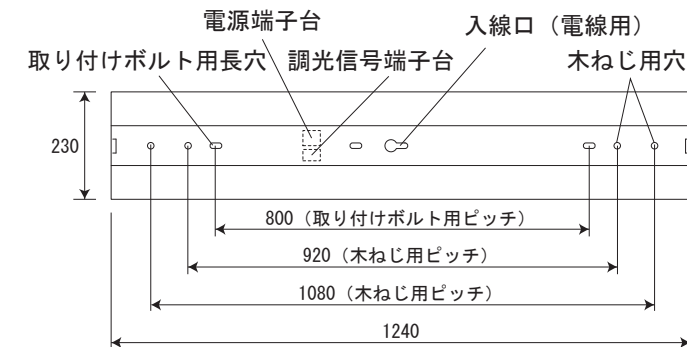 電源端子台
入線口（電線用）
取り付けボルト用長穴 調光信号端子台 木ねじ用穴
230
800（取り付けボルト用ピッチ）
920（木ねじ用ピッチ）
1080（木ねじ用ピッチ）
1240